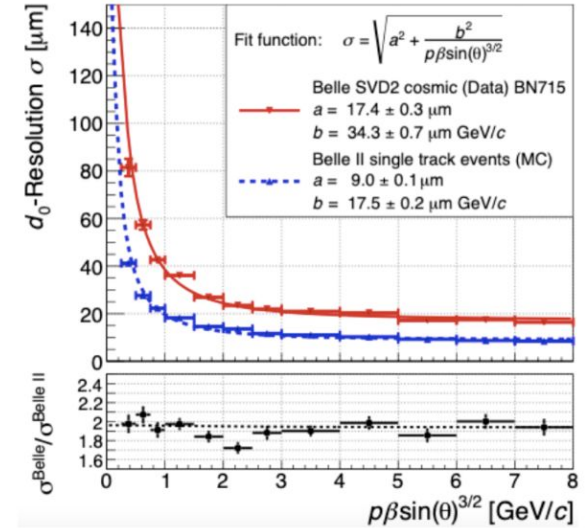 d₀-Resolution σ [μm]
140
120
100
80
60
40
20
0
Fit function: σ = √(a² + b²/pβsin(θ)^3/2)
Belle SVD2 cosmic (Data) BN715
a = 17.4 ± 0.3 μm
b = 34.3 ± 0.7 μm GeV/c
Belle II single track events (MC)
a = 9.0 ± 0.1 μm
b = 17.5 ± 0.2 μm GeV/c
σ^Belle/σ^Belle II
2.4
2.2
2
1.8
1.6
0 1 2 3 4 5 6 7 8
pβsin(θ)^3/2 [GeV/c]